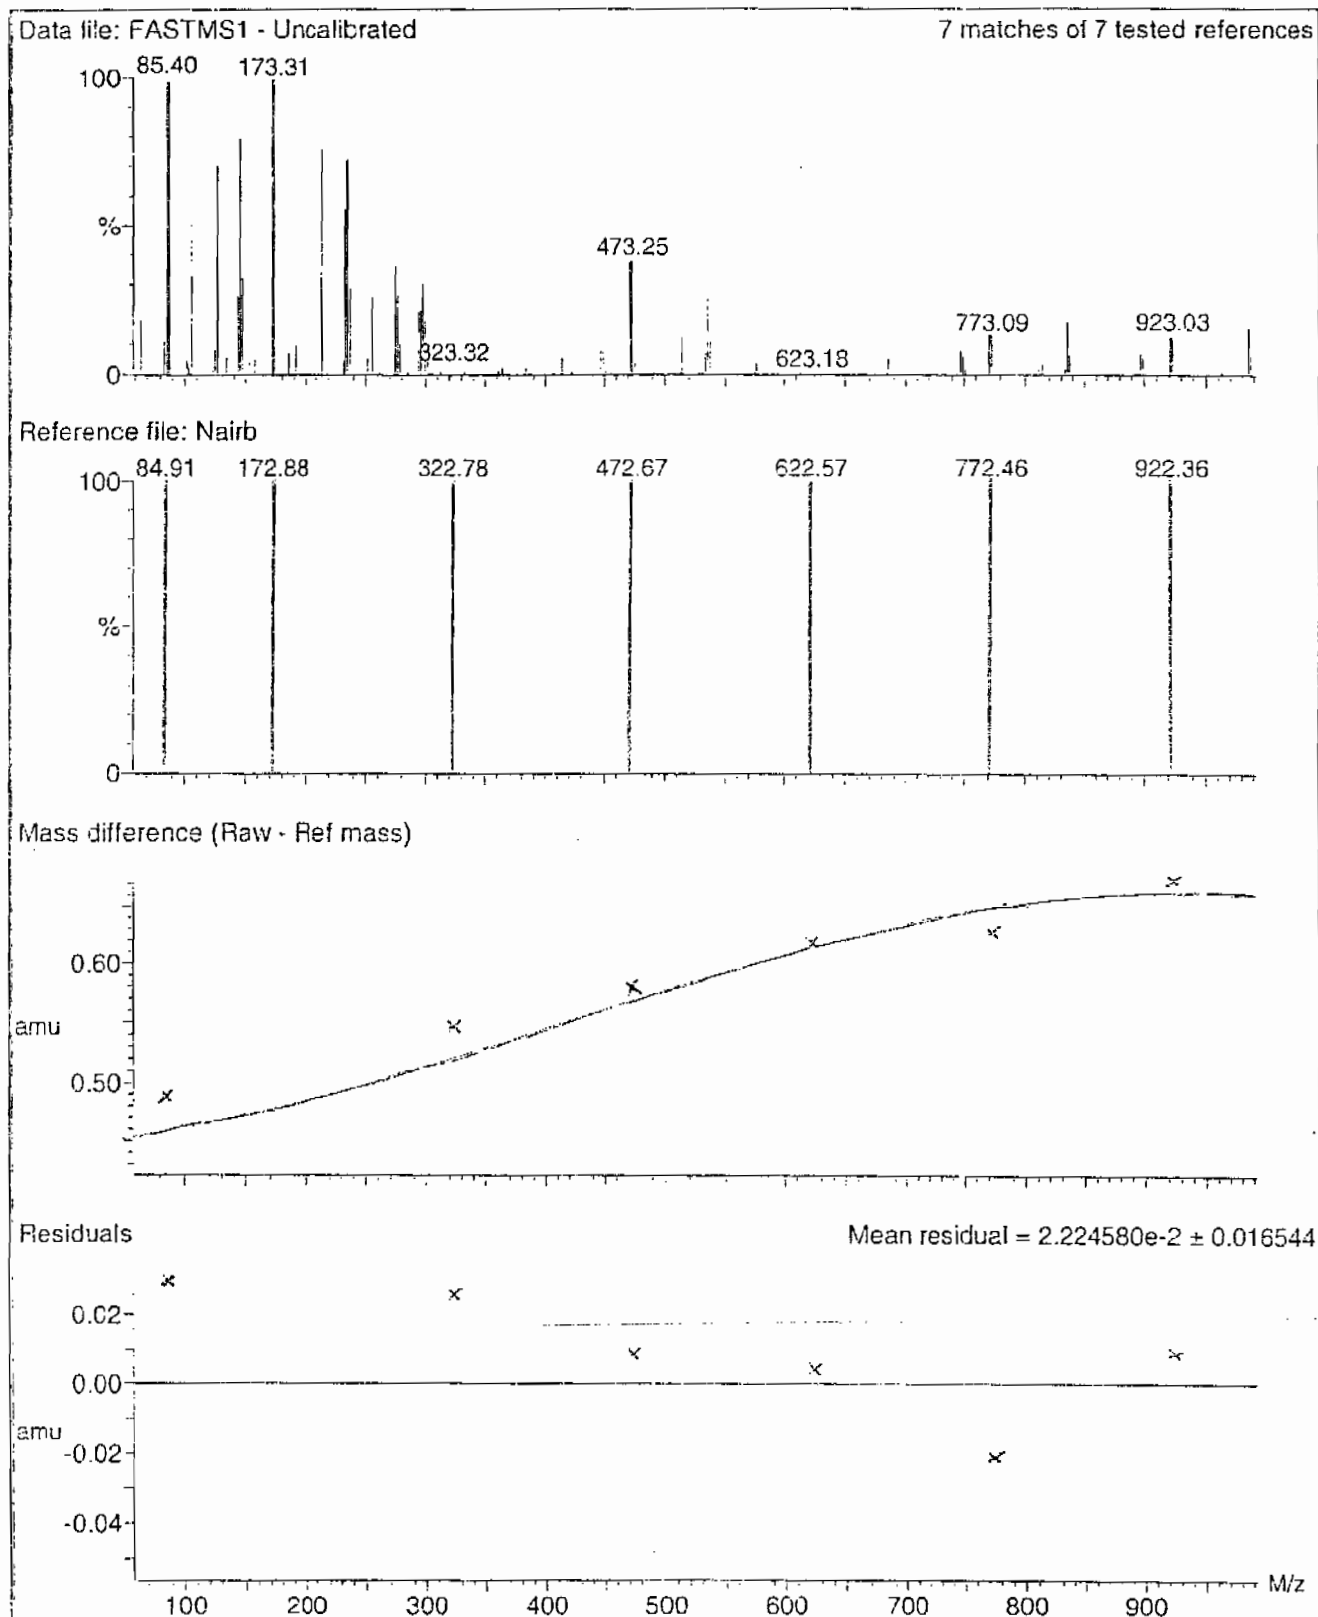 Data file: FASTMS1 - Uncalibrated 7 matches of 7 tested references
85.40 173.31
100
%
473.25
773.09 923.03
323.32 623.18
0
Reference file: Nairb
84.91 172.88 322.78 472.67 622.57 772.46 922.36
100
%
0
Mass difference (Raw - Ref mass)
0.60
amu
0.50
Residuals Mean residual = 2.224580e-2 ± 0.016544
0.02
0.00
amu
-0.02
-0.04
M/z
100 200 300 400 500 600 700 800 900